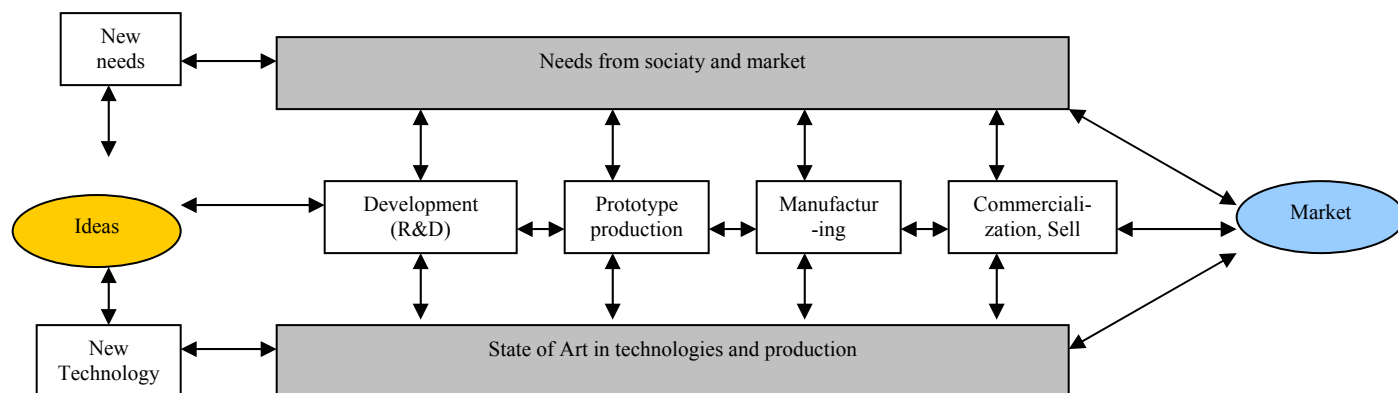 New
needs
Needs from sociaty and market
Ideas
Development
(R&D)
Prototype
production
Manufactur
-ing
Commerciali-
zation, Sell
Market
New
Technology
State of Art in technologies and production